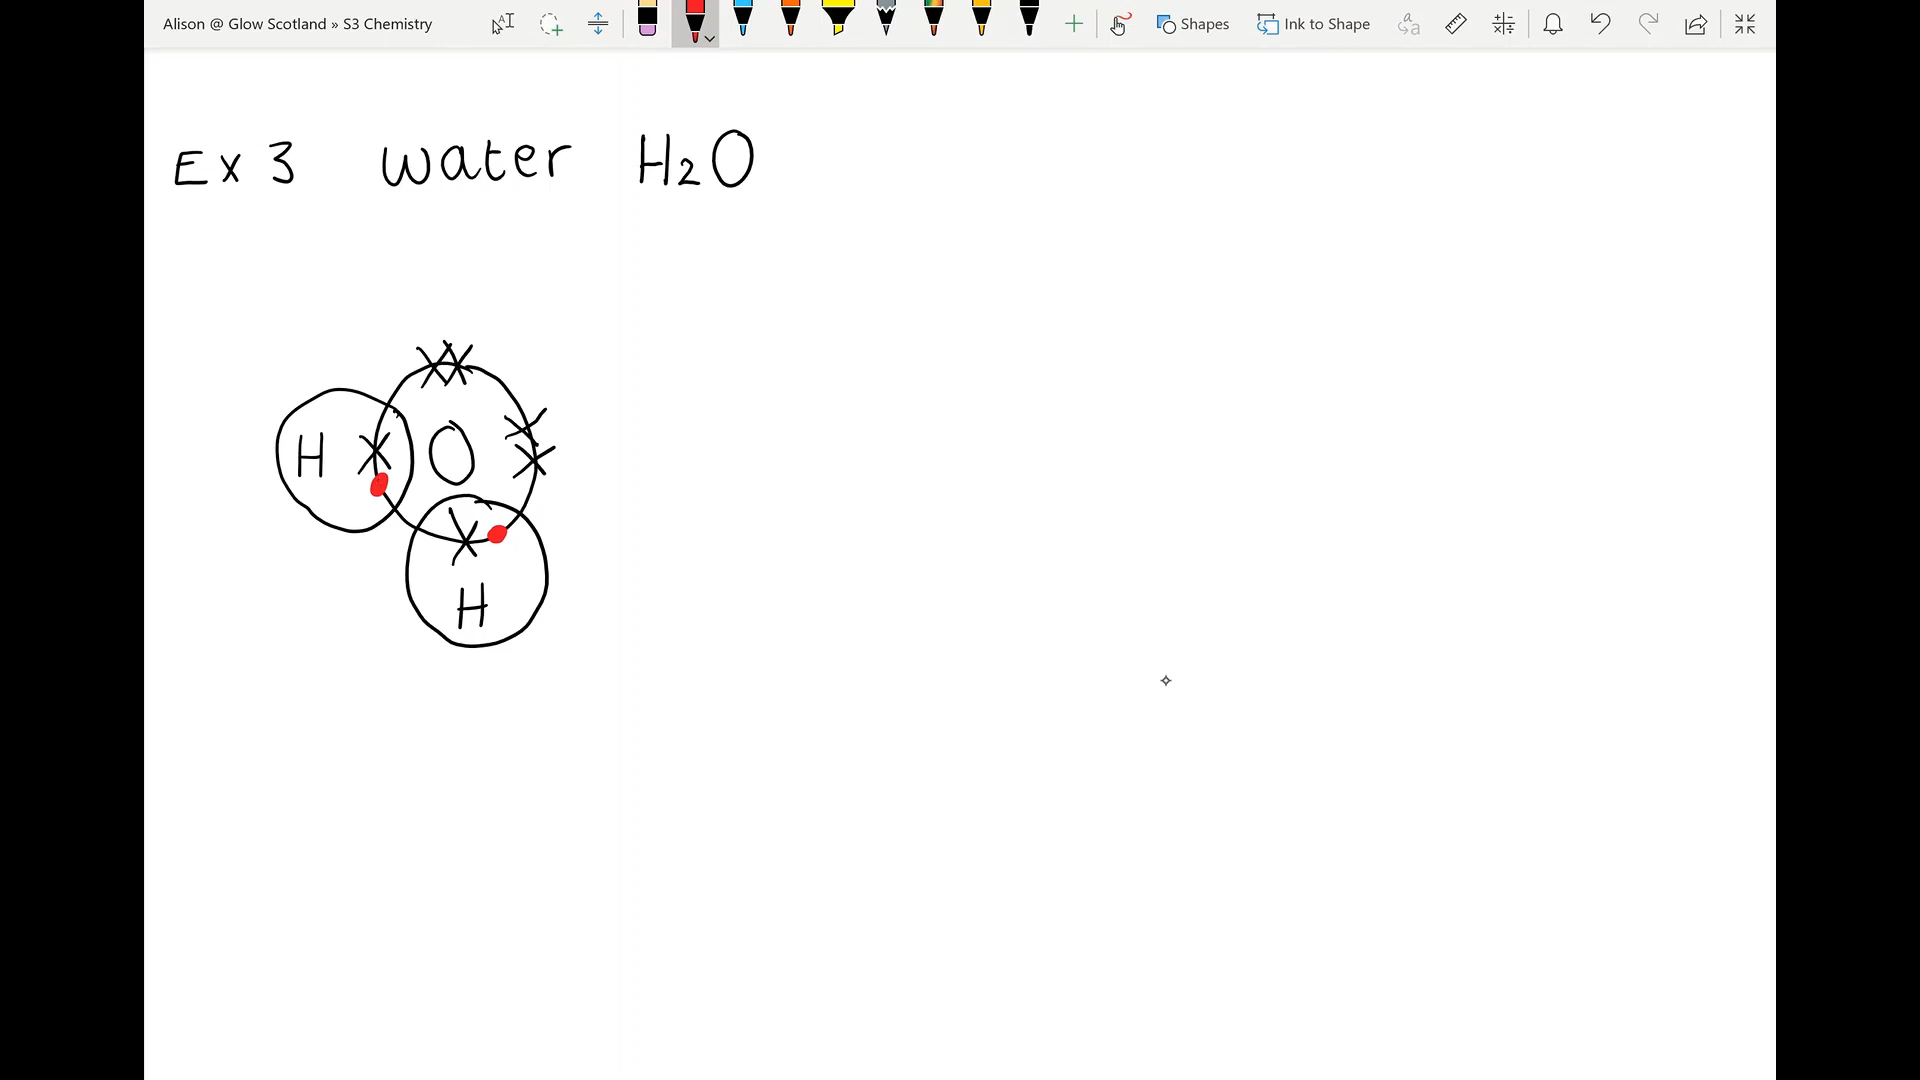 Alison @ Glow Scotland » S3 Chemistry
Shapes
Ink to Shape
Ex 3 water H₂O
H X O
X
H